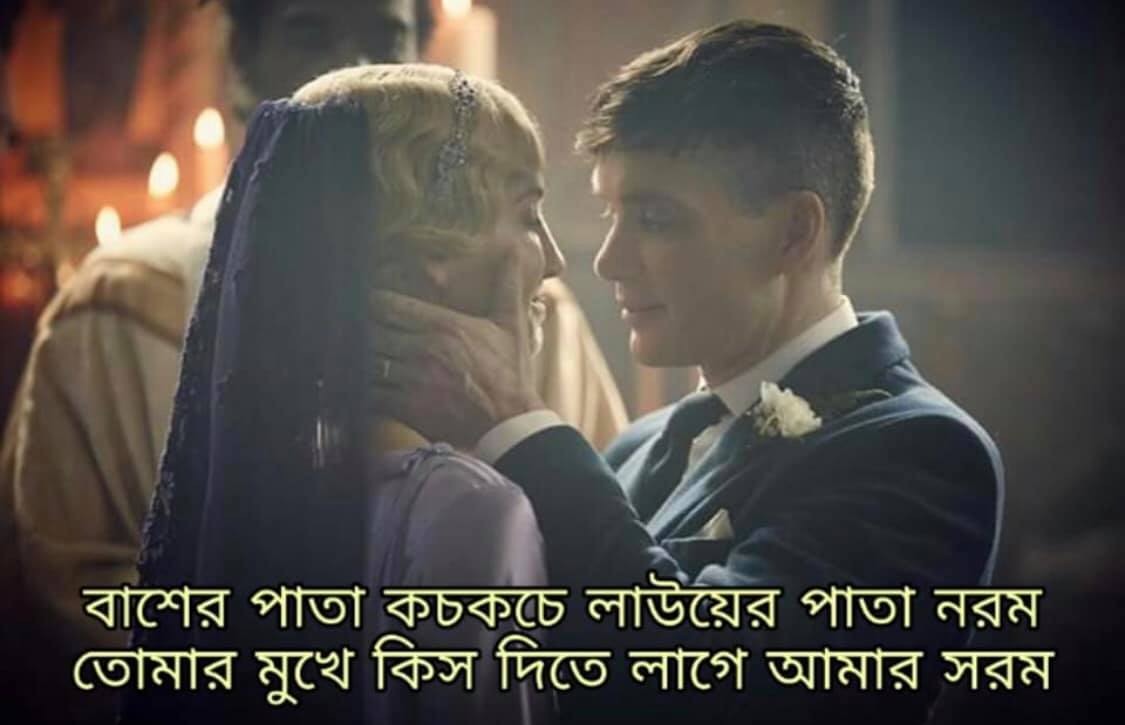 বাশের পাতা কচকচে লাউয়ের পাতা নরম
তোমার মুখে কিস দিতে লাগে আমার সরম